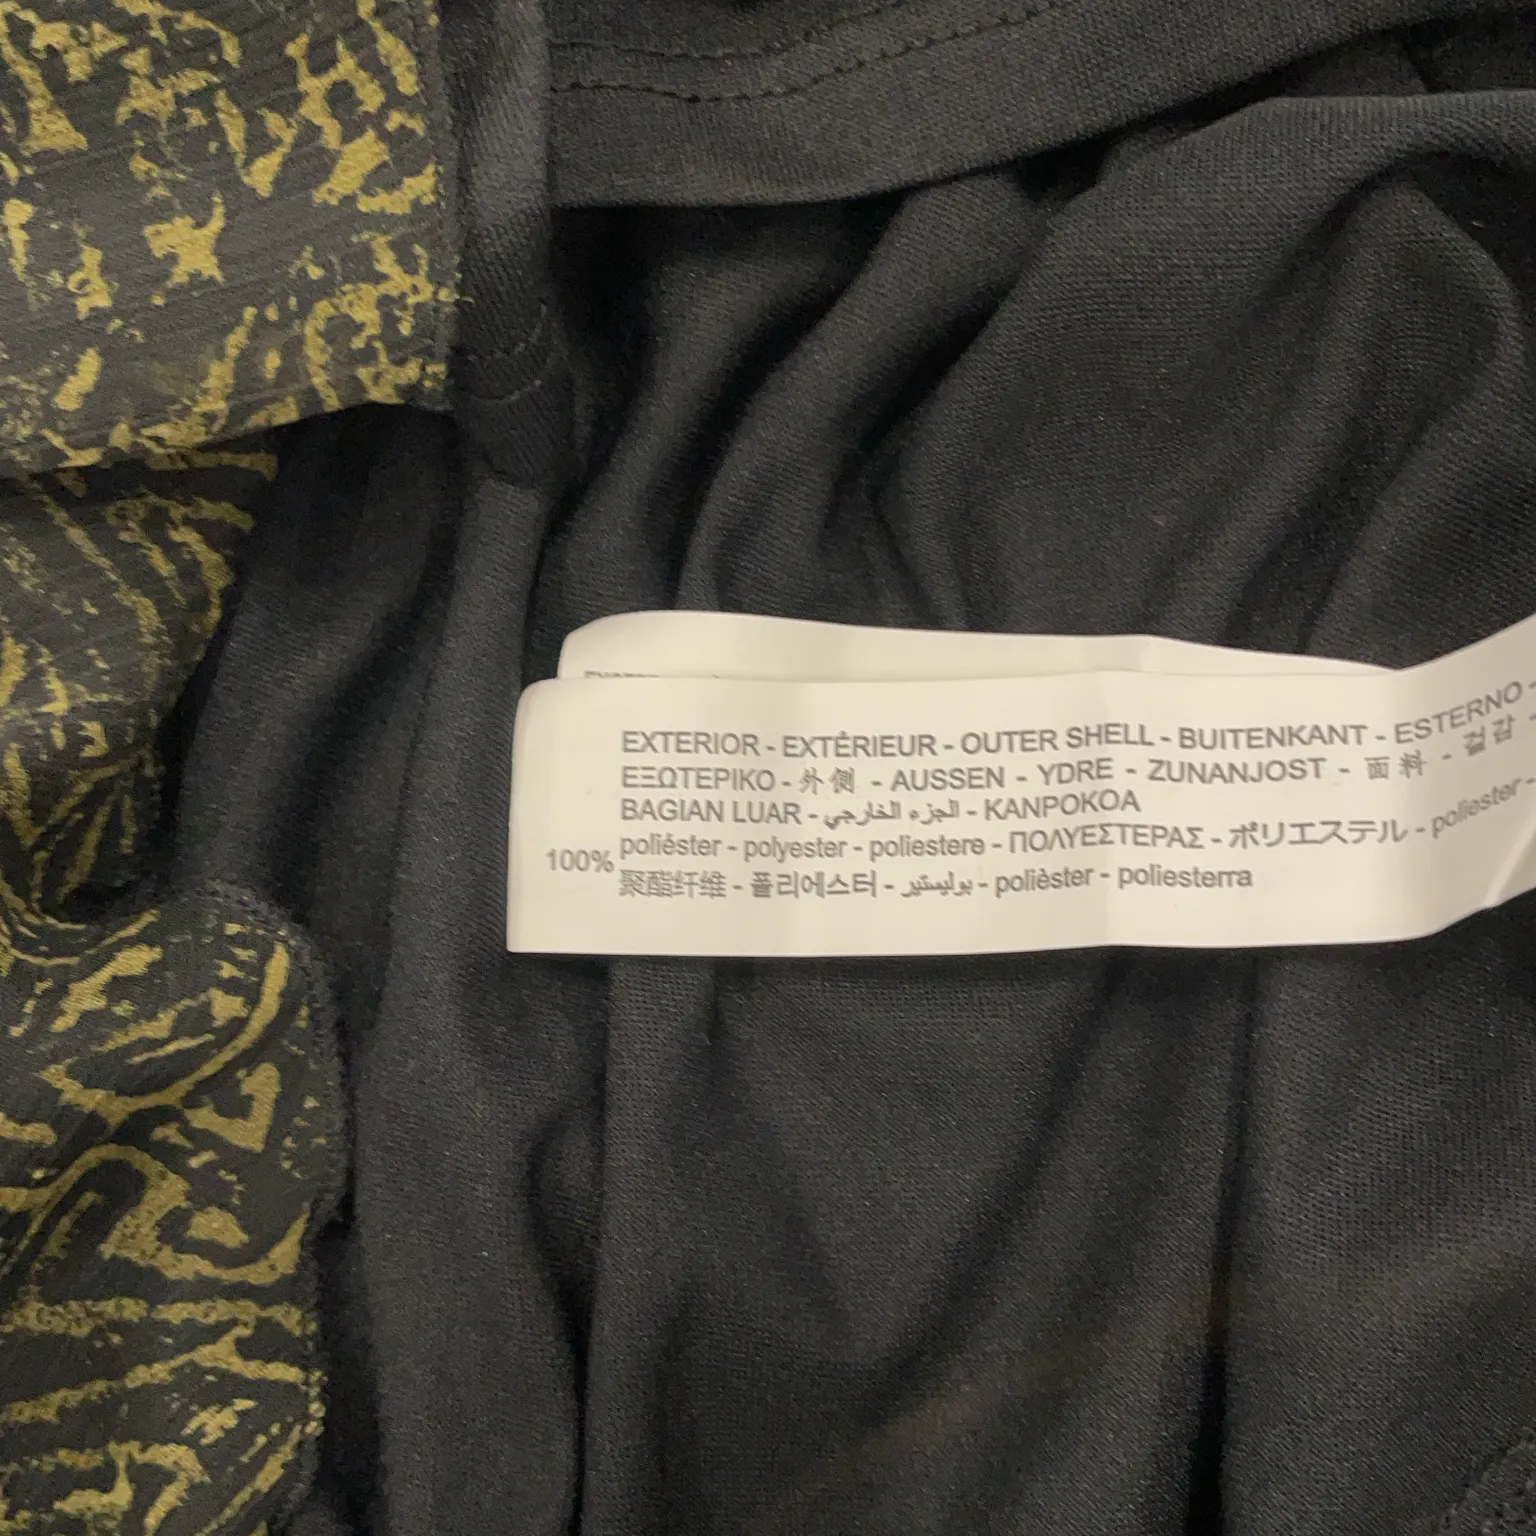 EXTERIOR - EXTÉRIEUR - OUTER SHELL - BUITENKANT - ESTERNO -
ΕΞΩΤΕΡΙΚΟ - 外側 - AUSSEN - YDRE - ZUNANJOST - 面料 - 겉감 -
BAGIAN LUAR - الجزء الخارجي - KANPOKOA
100% poliéster - polyester - poliestere - ΠΟΛΥΕΣΤΕΡΑΣ - ポリエステル - poliester -
聚酯纤维 - 폴리에스터 - بوليستير - polièster - poliesterra